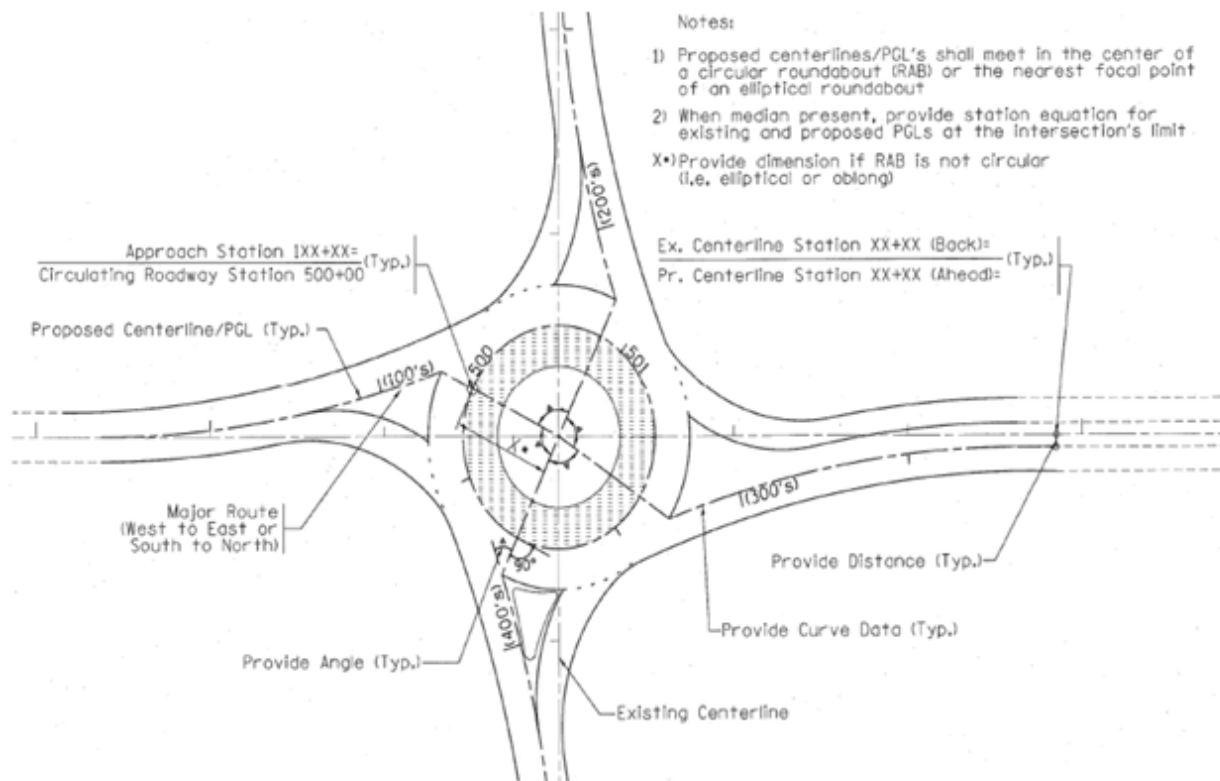 Notes:
1) Proposed centerlines/PGL's shall meet in the center of
a circular roundabout (RAB) or the nearest focal point
of an elliptical roundabout
2) When median present, provide station equation for
existing and proposed PGLs at the intersection's limit
X*) Provide dimension if RAB is not circular
(i.e. elliptical or oblong)
(200's)
Approach Station 1XX+XX=
Circulating Roadway Station 500+00
(Typ.)
Ex. Centerline Station XX+XX (Back)=
Pr. Centerline Station XX+XX (Ahead)=
(Typ.)
Proposed Centerline/PGL (Typ.)
500
501
(100's)
X*
Major Route
(West to East or
South to North)
(300's)
90°
Provide Distance (Typ.)
(400's)
Provide Curve Data (Typ.)
Provide Angle (Typ.)
Existing Centerline